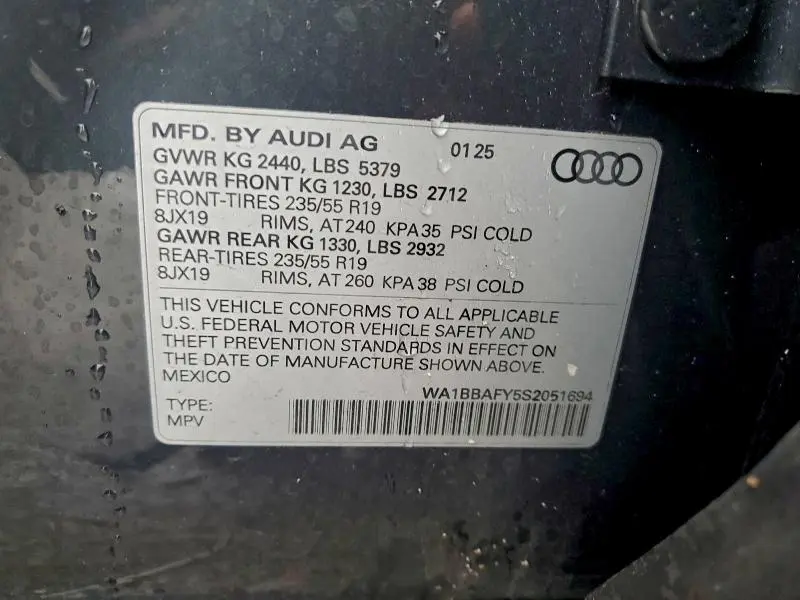 MFD. BY AUDI AG 01 25
GVWR KG 2440, LBS 5379
GAWR FRONT KG 1230, LBS 2712
FRONT-TIRES 235/55 R19
8JX19 RIMS, AT 240 KPA 35 PSI COLD
GAWR REAR KG 1330, LBS 2932
REAR-TIRES 235/55 R19
8JX19 RIMS, AT 260 KPA 38 PSI COLD
THIS VEHICLE CONFORMS TO ALL APPLICABLE
U.S. FEDERAL MOTOR VEHICLE SAFETY AND
THEFT PREVENTION STANDARDS IN EFFECT ON
THE DATE OF MANUFACTURE SHOWN ABOVE.
MEXICO
WA1BBAFY5S2051694
TYPE:
MPV